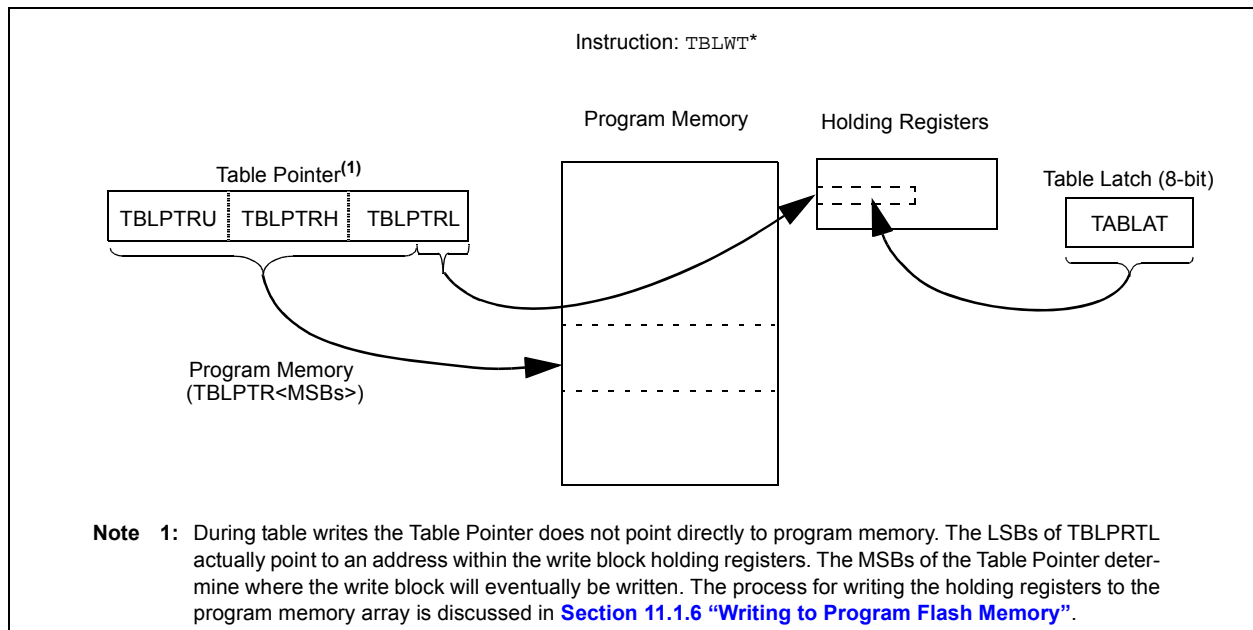 Instruction: TBLWT*
Program Memory
Holding Registers
Table Pointer(1)
Table Latch (8-bit)
TBLPTRU
TBLPTRH
TBLPTRL
TABLAT
Program Memory
(TBLPTR<MSBs>)
Note 1: During table writes the Table Pointer does not point directly to program memory. The LSBs of TBLPRTL
actually point to an address within the write block holding registers. The MSBs of the Table Pointer deter-
mine where the write block will eventually be written. The process for writing the holding registers to the
program memory array is discussed in Section 11.1.6 “Writing to Program Flash Memory”.